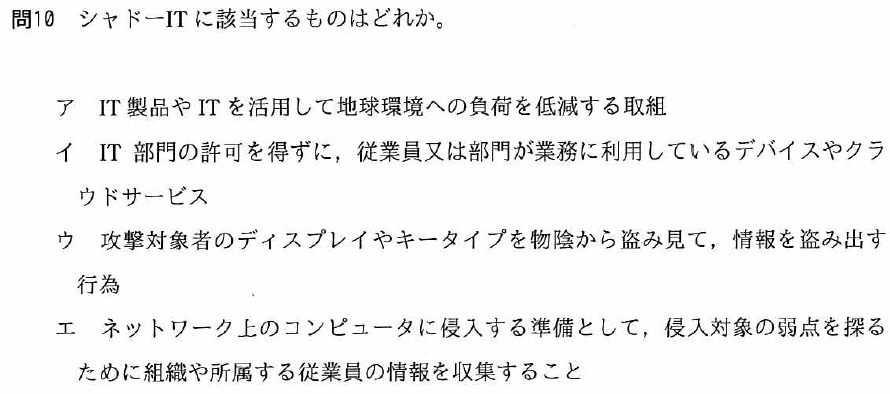 問10 シャドーIT に該当するものはどれか。
ア IT 製品や IT を活用して地球環境への負荷を低減する取組
イ IT 部門の許可を得ずに，従業員又は部門が業務に利用しているデバイスやクラ
ウドサービス
ウ 攻撃対象者のディスプレイやキータイプを物陰から盗み見て，情報を盗み出す
行為
エ ネットワーク上のコンピュータに侵入する準備として，侵入対象の弱点を探る
ために組織や所属する従業員の情報を収集すること